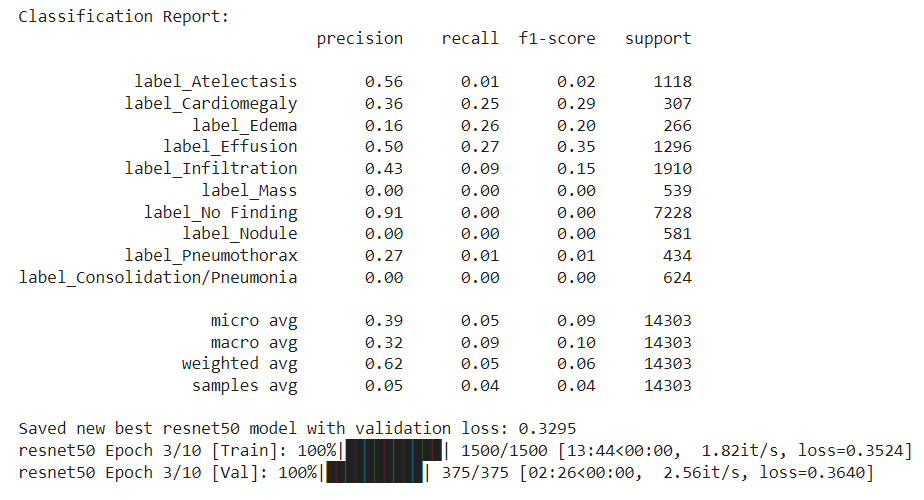 Classification Report:
precision recall f1-score support
label_Atelectasis 0.56 0.01 0.02 1118
label_Cardiomegaly 0.36 0.25 0.29 307
label_Edema 0.16 0.26 0.20 266
label_Effusion 0.50 0.27 0.35 1296
label_Infiltration 0.43 0.09 0.15 1910
label_Mass 0.00 0.00 0.00 539
label_No Finding 0.91 0.00 0.00 7228
label_Nodule 0.00 0.00 0.00 581
label_Pneumothorax 0.27 0.01 0.01 434
label_Consolidation/Pneumonia 0.00 0.00 0.00 624
micro avg 0.39 0.05 0.09 14303
macro avg 0.32 0.09 0.10 14303
weighted avg 0.62 0.05 0.06 14303
samples avg 0.05 0.04 0.04 14303
Saved new best resnet50 model with validation loss: 0.3295
resnet50 Epoch 3/10 [Train]: 100%|██████████| 1500/1500 [13:44<00:00, 1.82it/s, loss=0.3524]
resnet50 Epoch 3/10 [Val]: 100%|██████████| 375/375 [02:26<00:00, 2.56it/s, loss=0.3640]